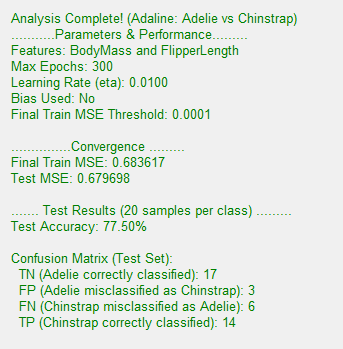 Analysis Complete! (Adaline: Adelie vs Chinstrap)
...........Parameters & Performance.........
Features: BodyMass and FlipperLength
Max Epochs: 300
Learning Rate (eta): 0.0100
Bias Used: No
Final Train MSE Threshold: 0.0001
...............Convergence .........
Final Train MSE: 0.683617
Test MSE: 0.679698
....... Test Results (20 samples per class) .........
Test Accuracy: 77.50%
Confusion Matrix (Test Set):
TN (Adelie correctly classified): 17
FP (Adelie misclassified as Chinstrap): 3
FN (Chinstrap misclassified as Adelie): 6
TP (Chinstrap correctly classified): 14